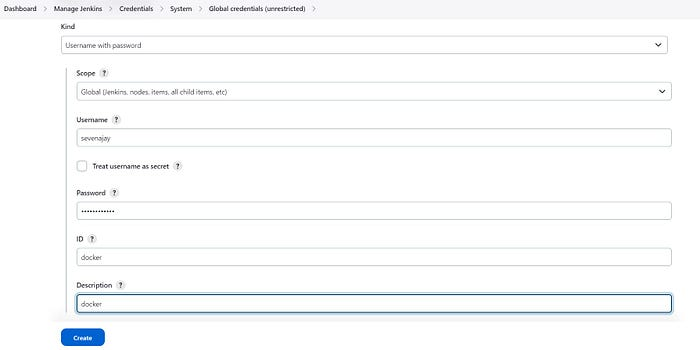 Dashboard > Manage Jenkins > Credentials > System > Global credentials (unrestricted) >
Kind
Username with password
Scope ?
Global (Jenkins, nodes, items, all child items, etc)
Username ?
sevenajay
Treat username as secret ?
Password ?
••••••••••••
ID ?
docker
Description ?
docker
Create